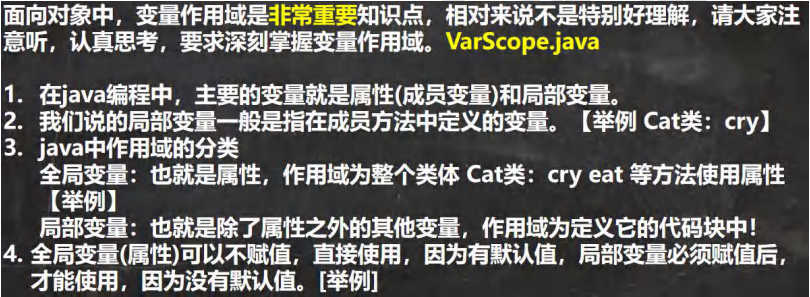 面向对象中，变量作用域是非常重要知识点，相对来说不是特别好理解，请大家注
意听，认真思考，要求深刻掌握变量作用域。VarScope.java
1. 在java编程中，主要的变量就是属性(成员变量)和局部变量。
2. 我们说的局部变量一般是指在成员方法中定义的变量。【举例 Cat类：cry】
3. java中作用域的分类
全局变量：也就是属性，作用域为整个类体 Cat类：cry eat 等方法使用属性
【举例】
局部变量：也就是除了属性之外的其他变量，作用域为定义它的代码块中！
4. 全局变量(属性)可以不赋值，直接使用，因为有默认值，局部变量必须赋值后，
才能使用，因为没有默认值。[举例]